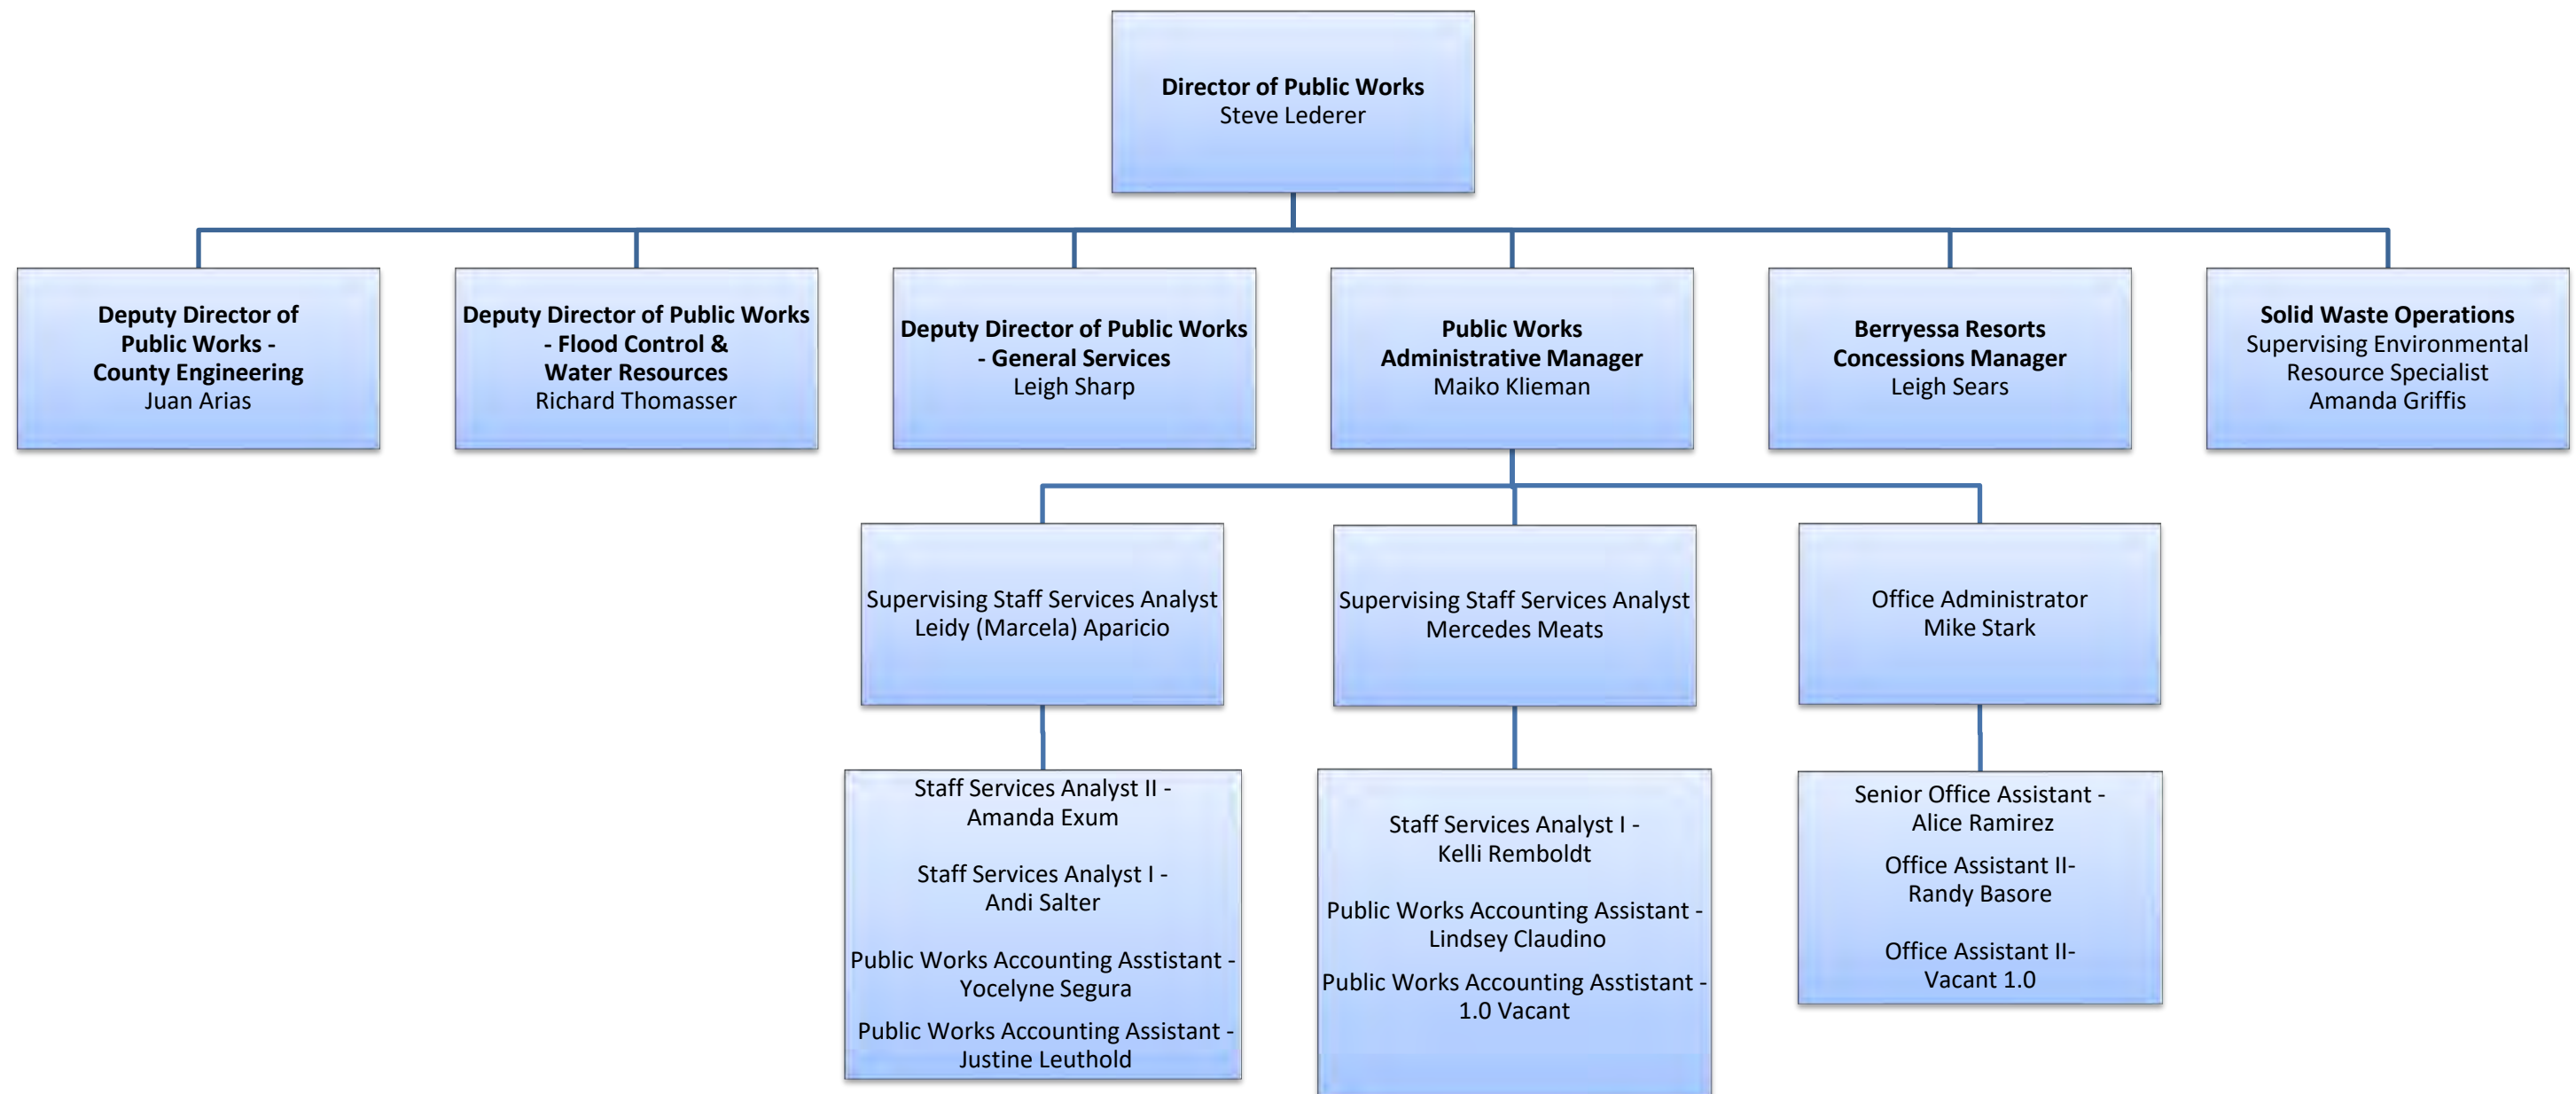 Director of Public Works
Steve Lederer
Deputy Director of
Public Works -
County Engineering
Juan Arias
Deputy Director of Public Works
- Flood Control &
Water Resources
Richard Thomasser
Deputy Director of Public Works
- General Services
Leigh Sharp
Public Works
Administrative Manager
Maiko Klieman
Berryessa Resorts
Concessions Manager
Leigh Sears
Solid Waste Operations
Supervising Environmental
Resource Specialist
Amanda Griffis
Supervising Staff Services Analyst
Leidy (Marcela) Aparicio
Supervising Staff Services Analyst
Mercedes Meats
Office Administrator
Mike Stark
Staff Services Analyst II -
Amanda Exum
Staff Services Analyst I -
Andi Salter
Public Works Accounting Asstistant -
Yocelyne Segura
Public Works Accounting Assistant -
Justine Leuthold
Staff Services Analyst I -
Kelli Remboldt
Public Works Accounting Assistant -
Lindsey Claudino
Public Works Accounting Asstistant -
1.0 Vacant
Senior Office Assistant -
Alice Ramirez
Office Assistant II-
Randy Basore
Office Assistant II-
Vacant 1.0